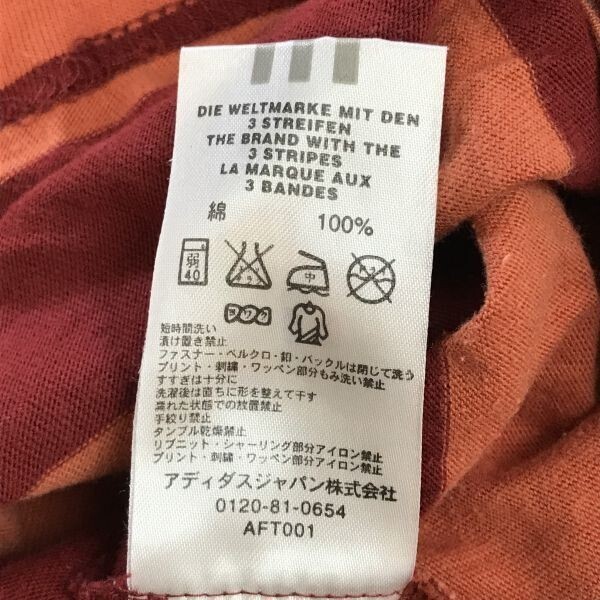 DIE WELTMARKE MIT DEN
3 STREIFEN
THE BRAND WITH THE
3 STRIPES
LA MARQUE AUX
3 BANDES
綿 100%
弱 中
40
ヨワク
短時間洗い
漬け置き禁止
ファスナー・ベルクロ・釦・バックルは閉じて洗う
プリント・刺繍・ワッペン部分もみ洗い禁止
すすぎは十分に
洗濯後は直ちに形を整えて干す
濡れた状態での放置禁止
手絞り禁止
タンブル乾燥禁止
リブニット・シャーリング部分アイロン禁止
プリント・刺繍・ワッペン部分アイロン禁止
アディダスジャパン株式会社
0120-81-0654
AFT001